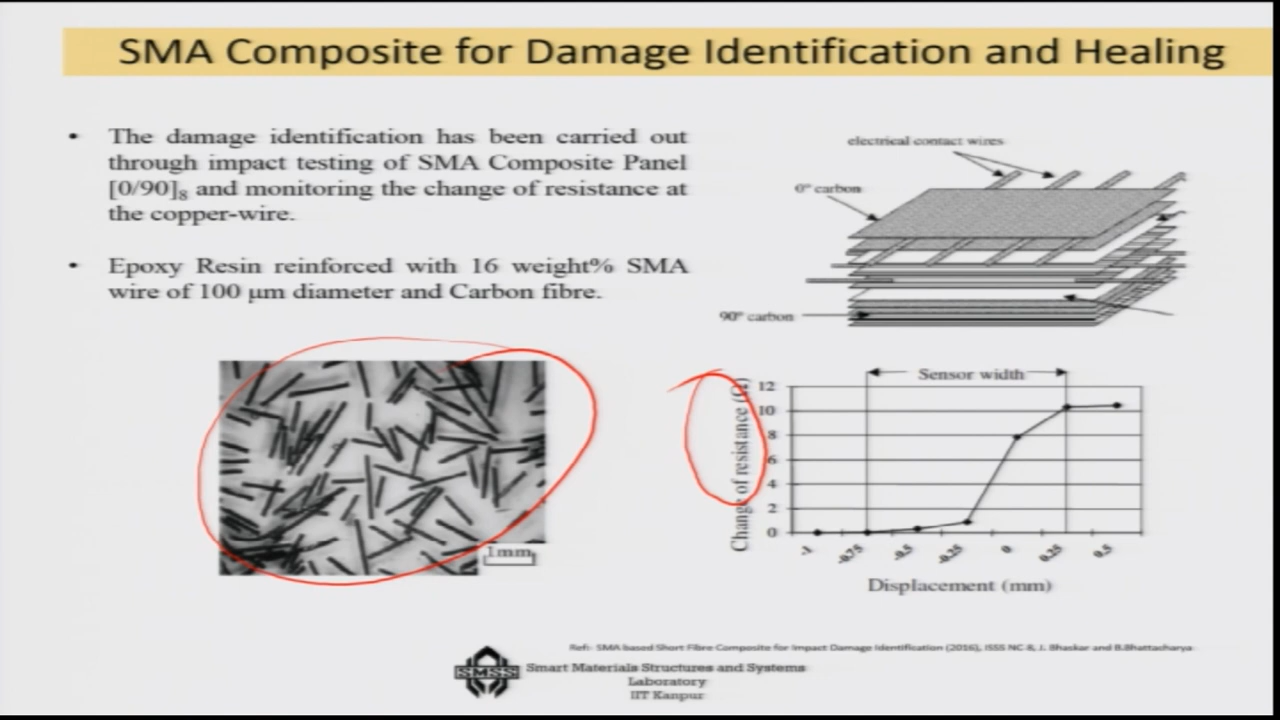 SMA Composite for Damage Identification and Healing
• The damage identification has been carried out
through impact testing of SMA Composite Panel
[0/90]8 and monitoring the change of resistance at
the copper-wire.
• Epoxy Resin reinforced with 16 weight% SMA
wire of 100 μm diameter and Carbon fibre.
electrical contact wires
0° carbon
90° carbon
1mm
Sensor width
Change of resistance (Ω)
12
10
8
6
4
2
0
-1 -0.75 -0.5 -0.25 0 0.25 0.5
Displacement (mm)
Ref: SMA based Short Fibre Composite for Impact Damage Identification (2016), ISSS NC-8, J. Bhaskar and B.Bhattacharya
SMSS
Smart Materials Structures and Systems
Laboratory
IIT Kanpur